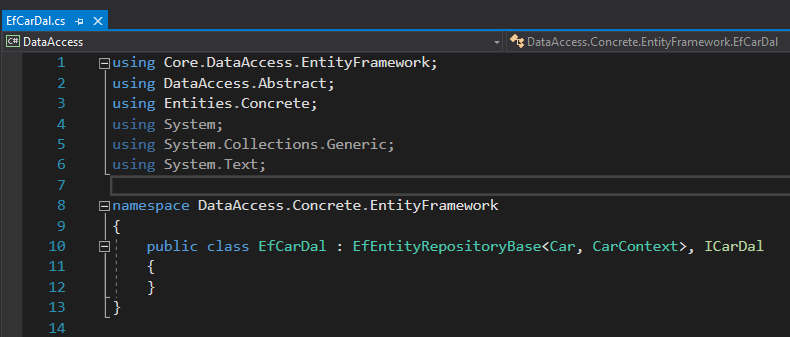 EfCarDal.cs
C# DataAccess DataAccess.Concrete.EntityFramework.EfCarDal
1 using Core.DataAccess.EntityFramework;
2 using DataAccess.Abstract;
3 using Entities.Concrete;
4 using System;
5 using System.Collections.Generic;
6 using System.Text;
7
8 namespace DataAccess.Concrete.EntityFramework
9 {
10 public class EfCarDal : EfEntityRepositoryBase<Car, CarContext>, ICarDal
11 {
12 }
13 }
14